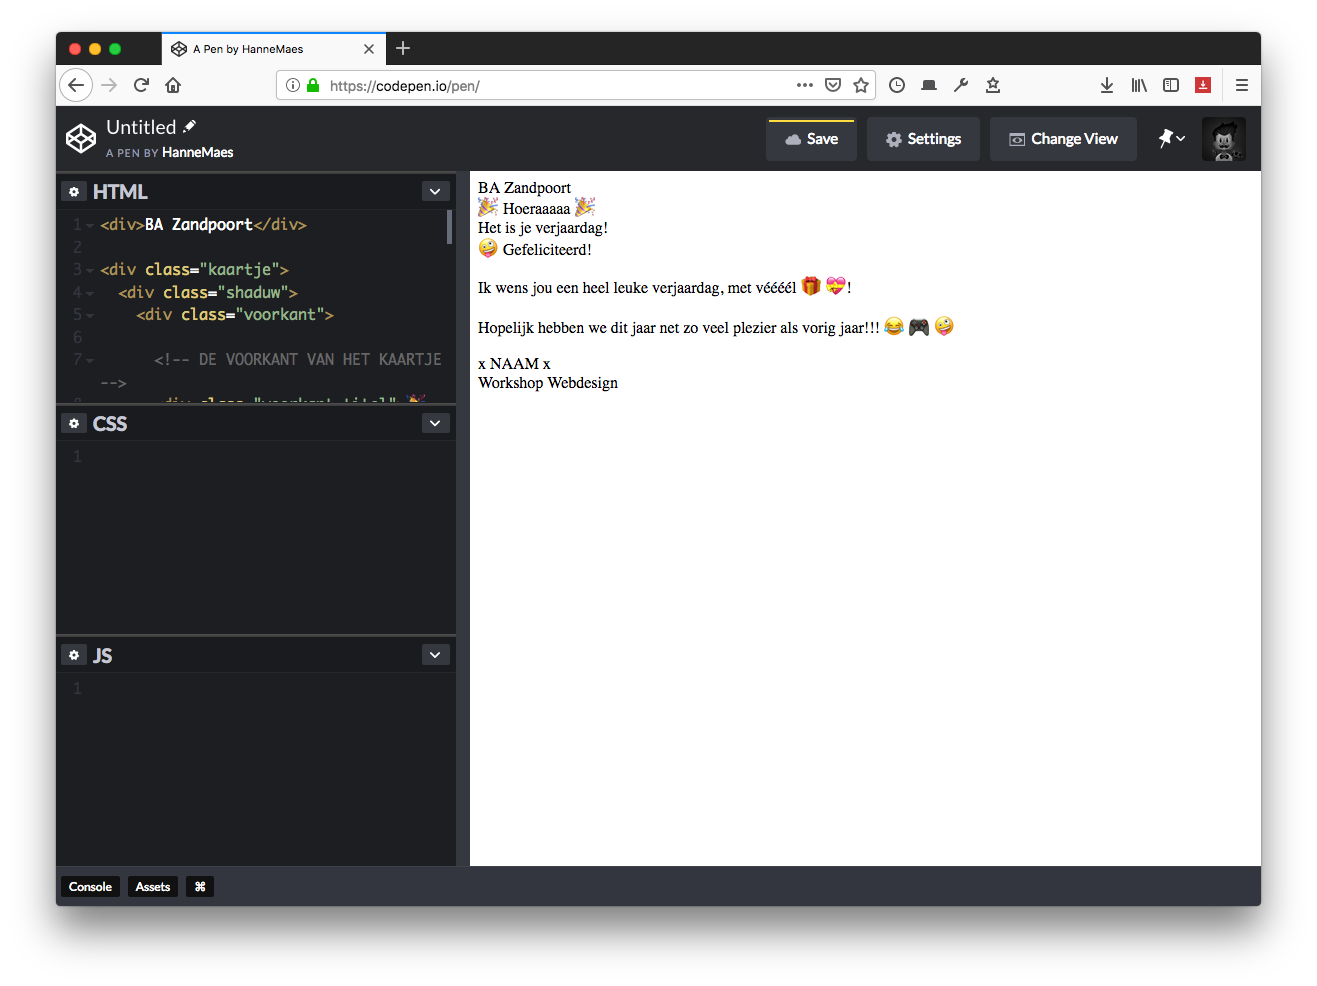 A Pen by HanneMaes
https://codepen.io/pen/
Untitled
A PEN BY HanneMaes
Save
Settings
Change View
HTML
1 <div>BA Zandpoort</div>
2
3 <div class="kaartje">
4 <div class="shaduw">
5 <div class="voorkant">
6
7 <!-- DE VOORKANT VAN HET KAARTJE
-->
CSS
1
JS
1
BA Zandpoort
🎉 Hoeraaaaa 🎉
Het is je verjaardag!
🤪 Gefeliciteerd!
Ik wens jou een heel leuke verjaardag, met véééél 🎁 💝!
Hopelijk hebben we dit jaar net zo veel plezier als vorig jaar!!! 😂 🎮 🤪
x NAAM x
Workshop Webdesign
Console
Assets
⌘